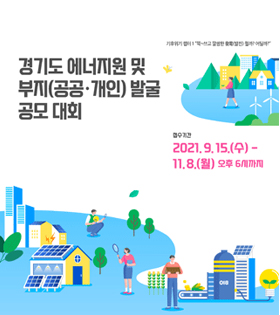 경기도 에너지원 및
부지(공공·개인) 발굴
공모 대회
접수기간
2021. 9. 15.(수) -
11. 8.(월) 오후 6시까지